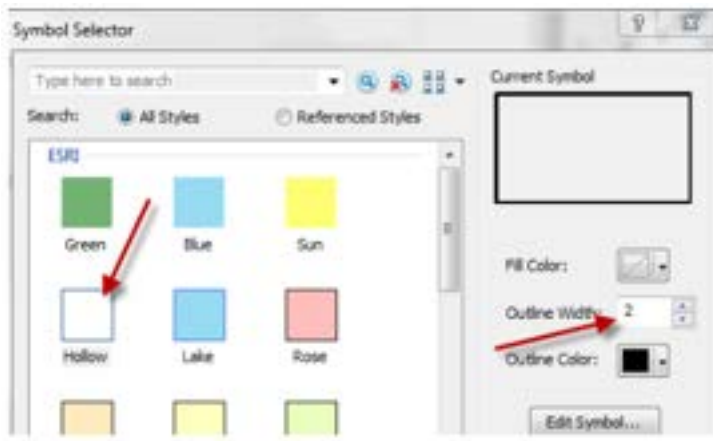 Symbol Selector
Type here to search
Search: All Styles Referenced Styles
ESRI
Green Blue Sun
Hollow Lake Rose
Current Symbol
Fill Color:
Outline Width: 2
Outline Color:
Edit Symbol...